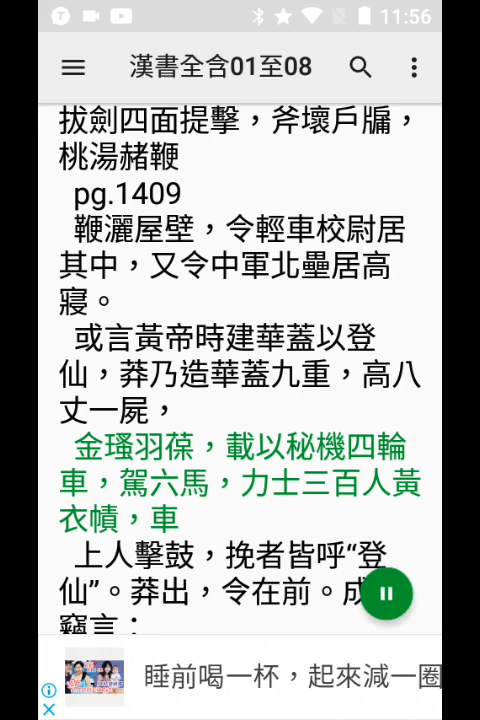 11:56
漢書全含01至08
拔劍四面提擊，斧壞戶牖，
桃湯赭鞭
pg.1409
鞭灑屋壁，令輕車校尉居
其中，又令中軍北壘居高
寢。
或言黃帝時建華蓋以登
仙，莽乃造華蓋九重，高八
丈一屍，
金瑵羽葆，載以秘機四輪
車，駕六馬，力士三百人黃
衣幘，車
上人擊鼓，挽者皆呼“登
仙”。莽出，令在前。成
竊言：
睡前喝一杯，起來減一圈